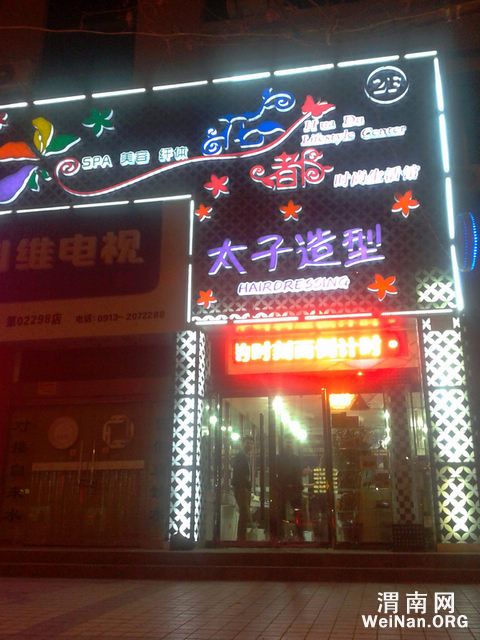 2F
Hua Du
Lifestyle Center
SPA 美容 纤体
花都
时尚生活馆
太子造型
HAIRDRESSING
维电视
第02298店 电话:0913-2072288
渭南网
WeiNan.ORG